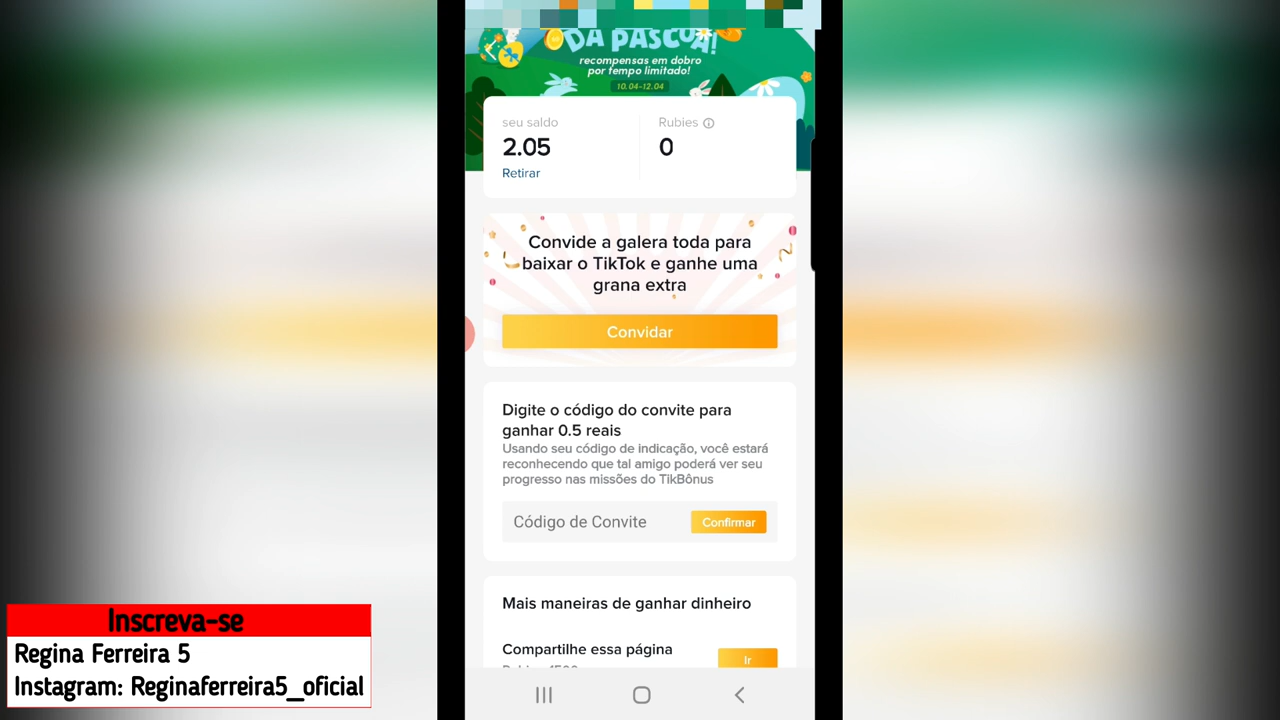 DA PASCOA!
recompensas em dobro
por tempo limitado!
10.04-12.04
seu saldo
Rubies
2.05
0
Retirar
Convide a galera toda para
baixar o TikTok e ganhe uma
grana extra
Convidar
Digite o código do convite para
ganhar 0.5 reais
Usando seu código de indicação, você estará
reconhecendo que tal amigo poderá ver seu
progresso nas missões do TikBônus
Código de Convite
Confirmar
Mais maneiras de ganhar dinheiro
Compartilhe essa página
Ir
Inscreva-se
Regina Ferreira 5
Instagram: Reginaferreira5_oficial